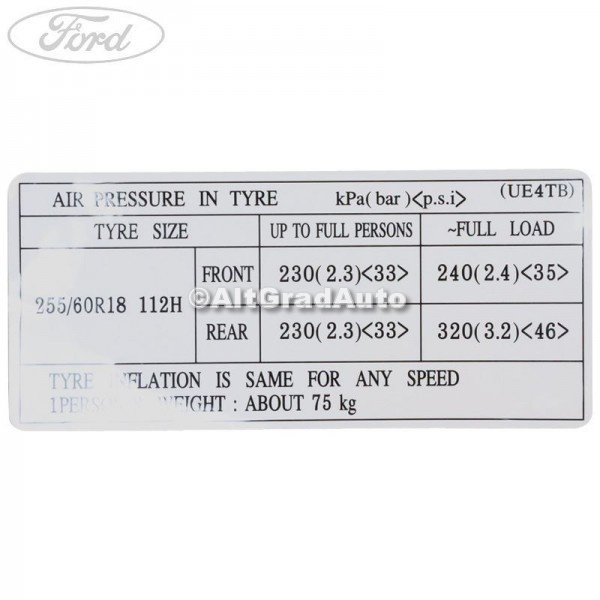 Ford
AIR PRESSURE IN TYRE kPa(bar)<p.s.i> (UE4TB)
TYRE SIZE UP TO FULL PERSONS ~FULL LOAD
255/60R18 112H
FRONT 230(2.3)<33> 240(2.4)<35>
©AltGradAuto
REAR 230(2.3)<33> 320(3.2)<46>
TYRE INFLATION IS SAME FOR ANY SPEED
1PERSON'S WEIGHT : ABOUT 75 kg